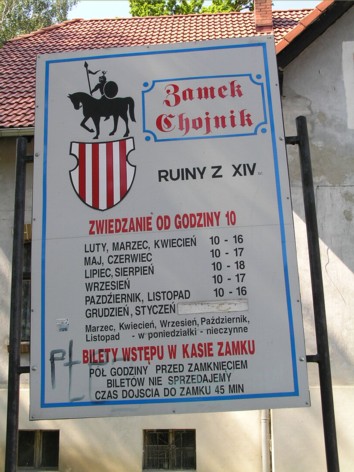 Zamek
Chojnik
RUINY Z XIV w.
ZWIEDZANIE OD GODZINY 10
LUTY, MARZEC, KWIECIEŃ 10 - 16
MAJ, CZERWIEC 10 - 17
LIPIEC, SIERPIEŃ 10 - 18
WRZESIEŃ 10 - 17
PAŹDZIERNIK, LISTOPAD 10 - 16
GRUDZIEŃ, STYCZEŃ
Marzec, Kwiecień, Wrzesień, Październik,
Listopad - w poniedziałki - nieczynne
BILETY WSTĘPU W KASIE ZAMKU
PÓŁ GODZINY PRZED ZAMKNIĘCIEM
BILETÓW NIE SPRZEDAJEMY
CZAS DOJŚCIA DO ZAMKU 45 MIN